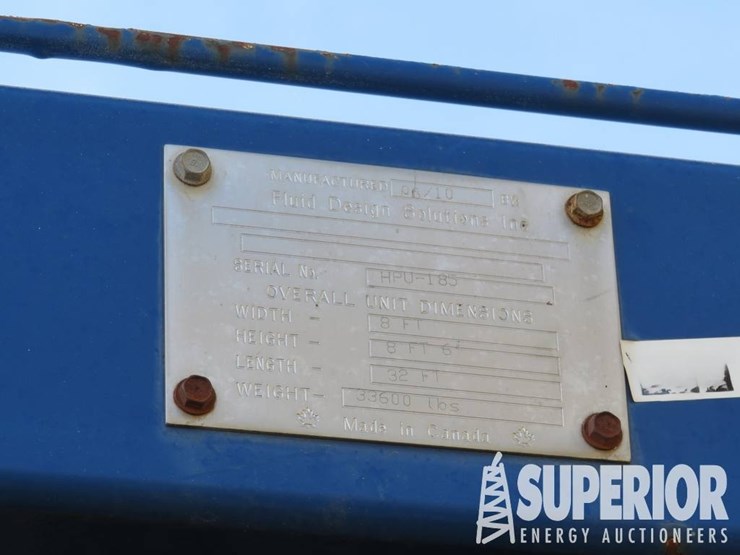 MANUFACTURED 06/10 BY
Fluid Design Solutions Inc
SERIAL No. HPU-185
OVERALL UNIT DIMENSIONS
WIDTH - 8 FT
HEIGHT - 8 FT 6"
LENGTH - 32 FT
WEIGHT- 33600 lbs
Made in Canada
SUPERIOR
ENERGY AUCTIONEERS